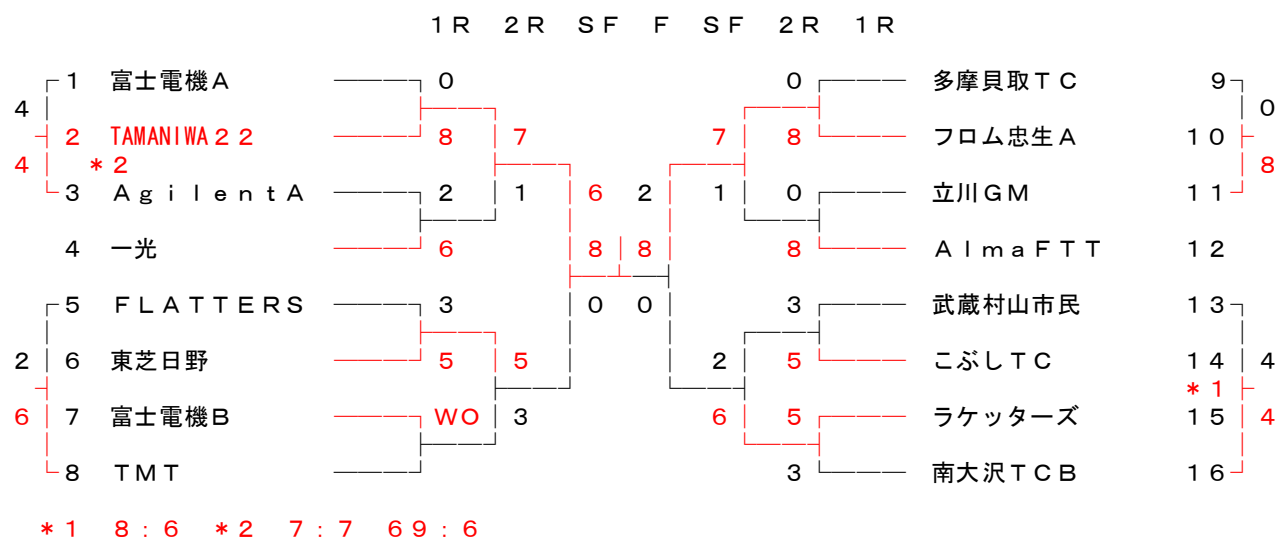 １Ｒ ２Ｒ ＳＦ Ｆ ＳＦ ２Ｒ １Ｒ
１ 富士電機Ａ ０ ０ 多摩貝取ＴＣ ９
４ ０
２ TAMANIWA２２ ８ ７ ７ ８ フロム忠生Ａ １０
４ ＊２ ８
３ ＡｇｉｌｅｎｔＡ ２ １ ６ ２ １ ０ 立川ＧＭ １１
４ 一光 ６ ８ ８ ８ ＡｌｍａＦＴＴ １２
５ ＦＬＡＴＴＥＲＳ ３ ０ ０ ３ 武蔵村山市民 １３
２ ６ 東芝日野 ５ ５ ２ ５ こぶしＴＣ １４ ４
＊１
６ ７ 富士電機Ｂ ＷＯ ３ ６ ５ ラケッターズ １５ ４
８ ＴＭＴ ３ 南大沢ＴＣＢ １６
＊１ ８：６ ＊２ ７：７ ６９：６